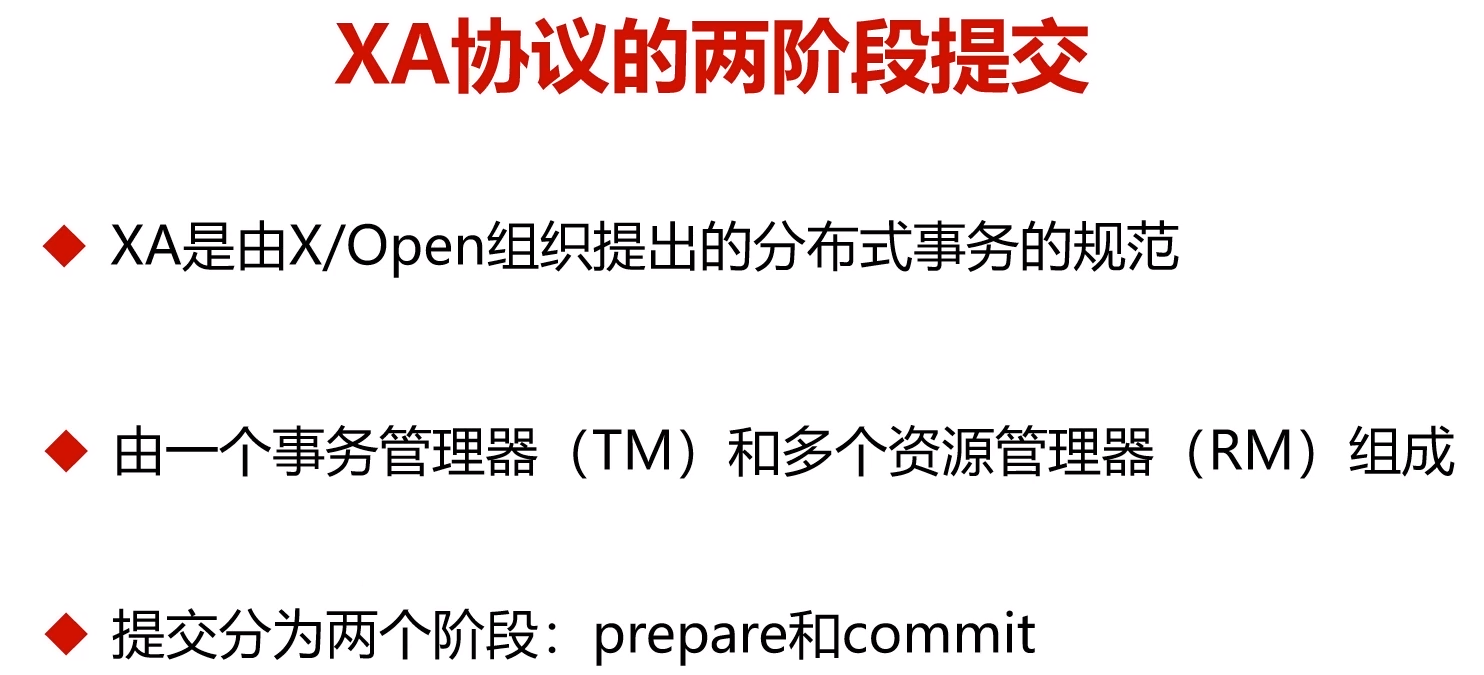 XA协议的两阶段提交
XA是由X/Open组织提出的分布式事务的规范
由一个事务管理器（TM）和多个资源管理器（RM）组成
提交分为两个阶段：prepare和commit